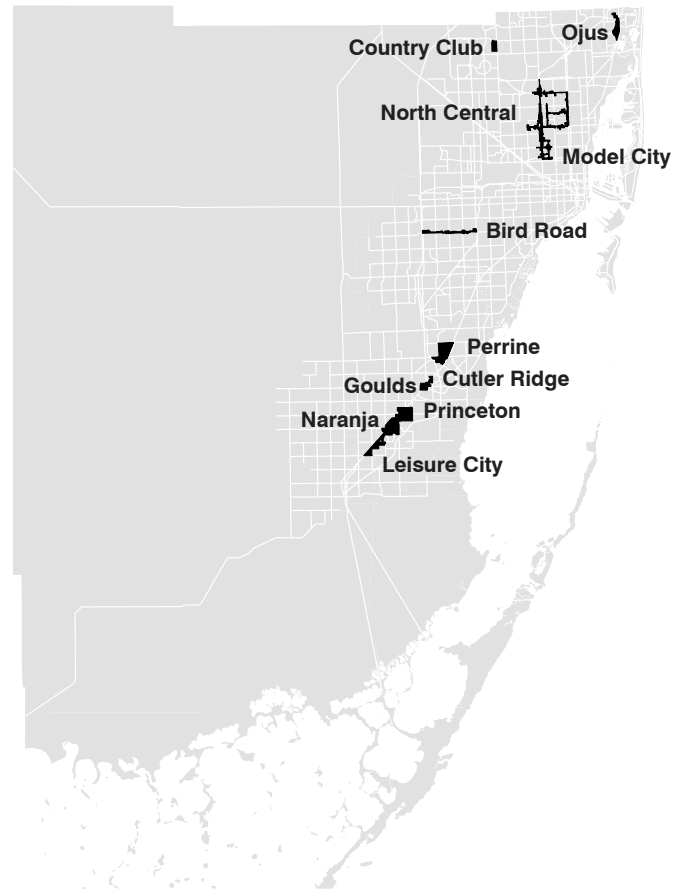 Ojus
Country Club
North Central
Model City
Bird Road
Perrine
Cutler Ridge
Goulds
Princeton
Naranja
Leisure City